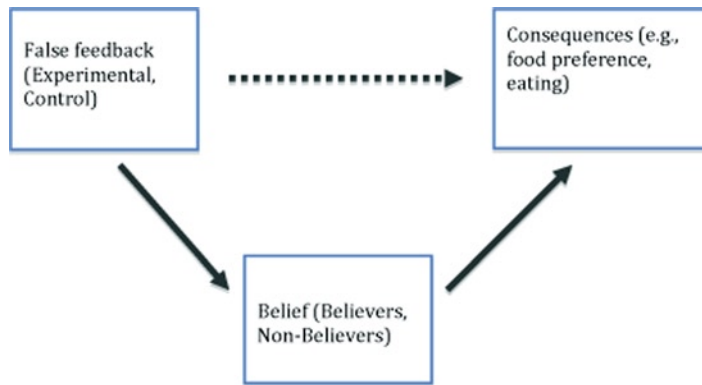 False feedback
(Experimental,
Control)
Consequences (e.g.,
food preference,
eating)
Belief (Believers,
Non-Believers)